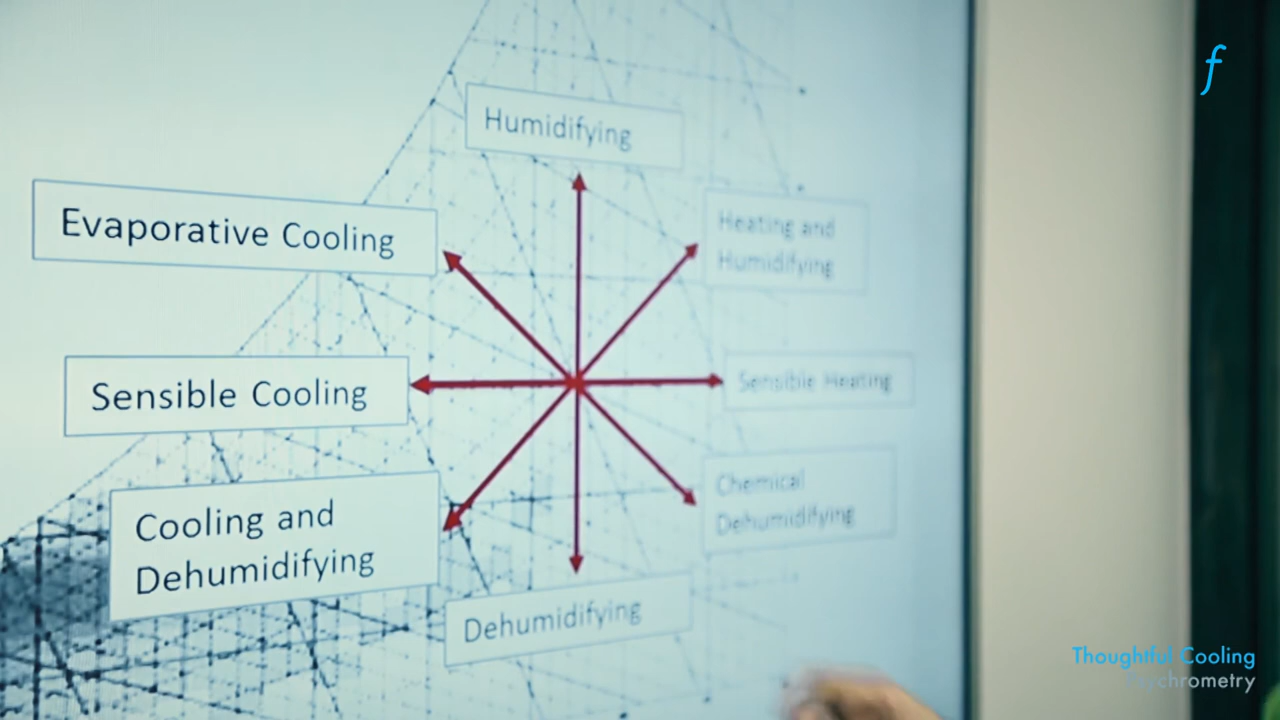 f
Humidifying
Evaporative Cooling
Heating and
Humidifying
Sensible Cooling
Sensible Heating
Cooling and
Dehumidifying
Chemical
Dehumidifying
Dehumidifying
Thoughtful Cooling
Psychrometry